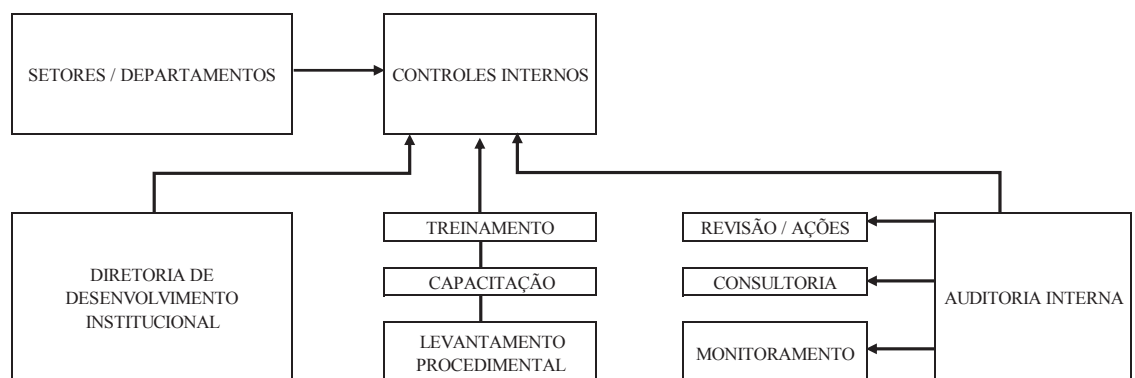 SETORES / DEPARTAMENTOS
CONTROLES INTERNOS
DIRETORIA DE
DESENVOLVIMENTO
INSTITUCIONAL
TREINAMENTO
CAPACITAÇÃO
LEVANTAMENTO
PROCEDIMENTAL
REVISÃO / AÇÕES
CONSULTORIA
MONITORAMENTO
AUDITORIA INTERNA